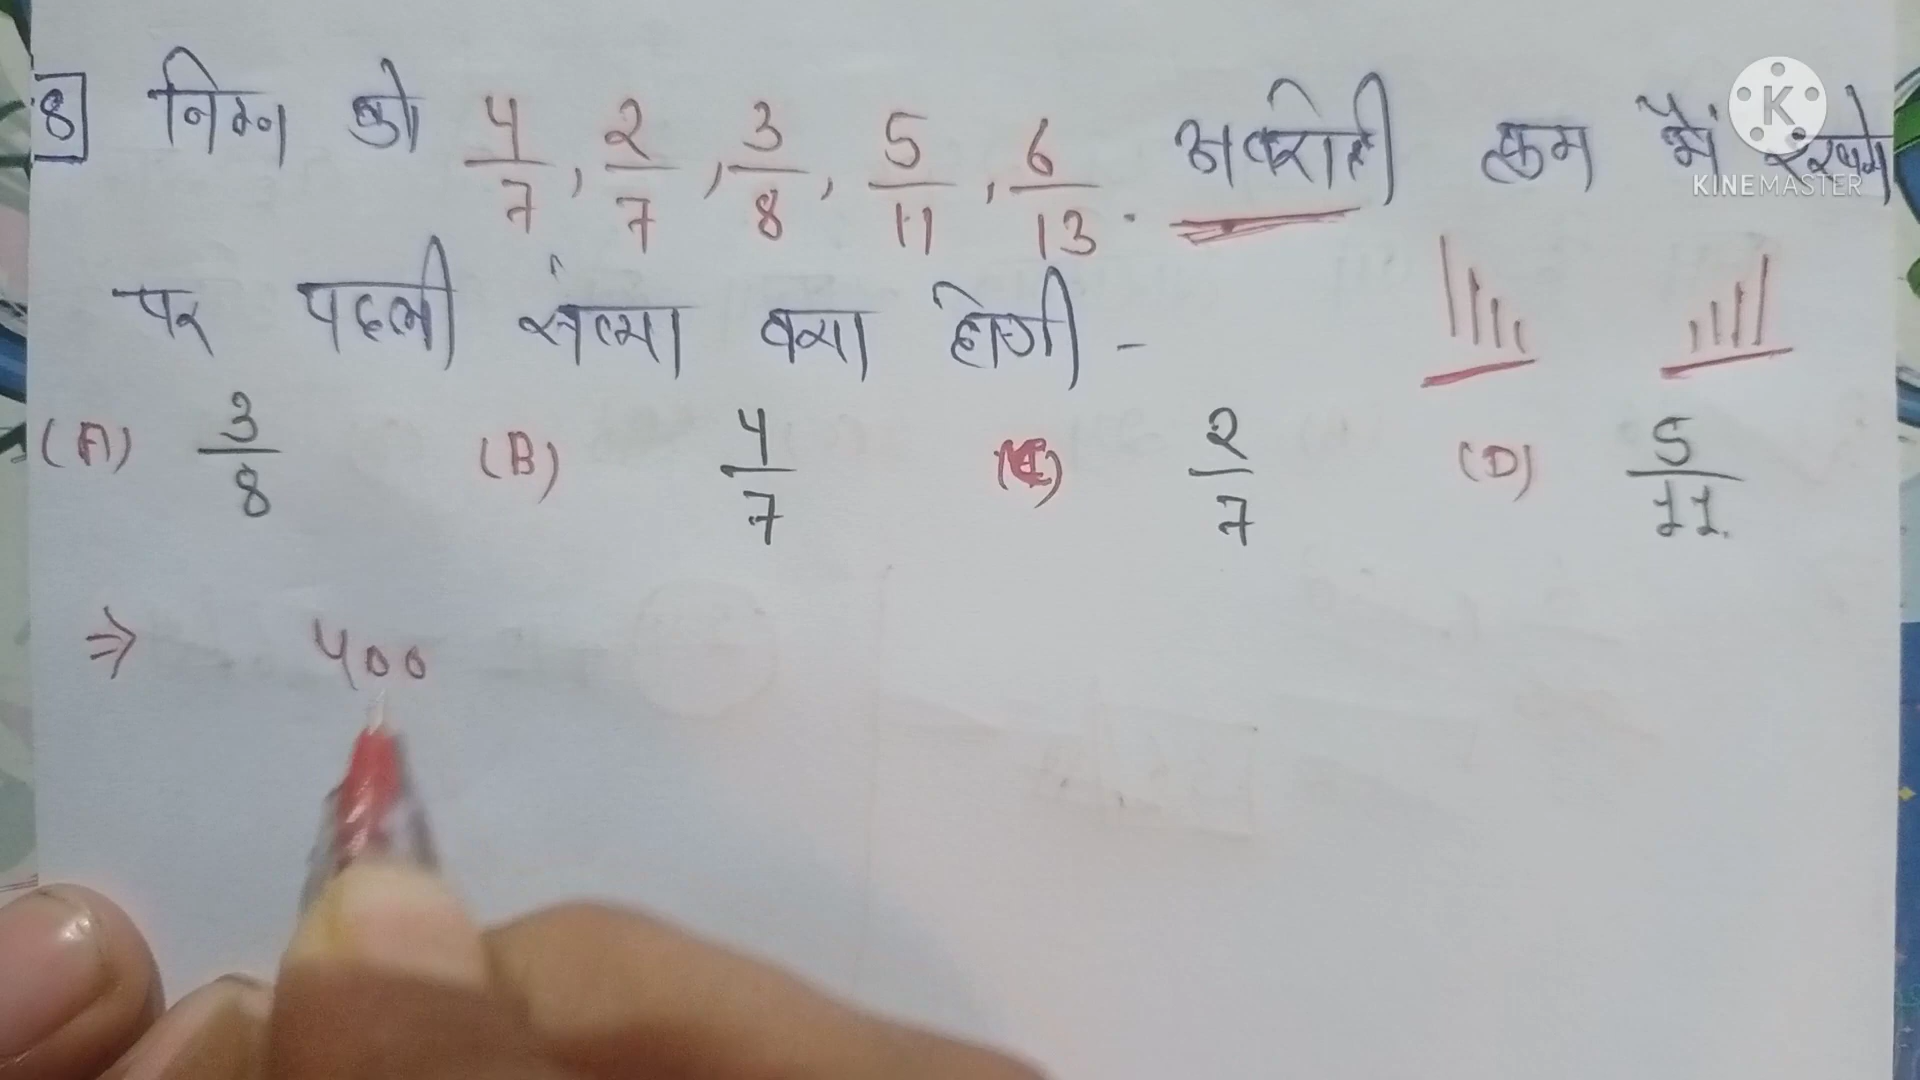 8 निम्न को 4/7, 2/7, 3/8, 5/11, 6/13. अवरोही क्रम में रखने
KINEMASTER
पर पहली संख्या क्या होगी -
(A) 3/8 (B) 4/7 (C) 2/7 (D) 5/11
⇒ 400